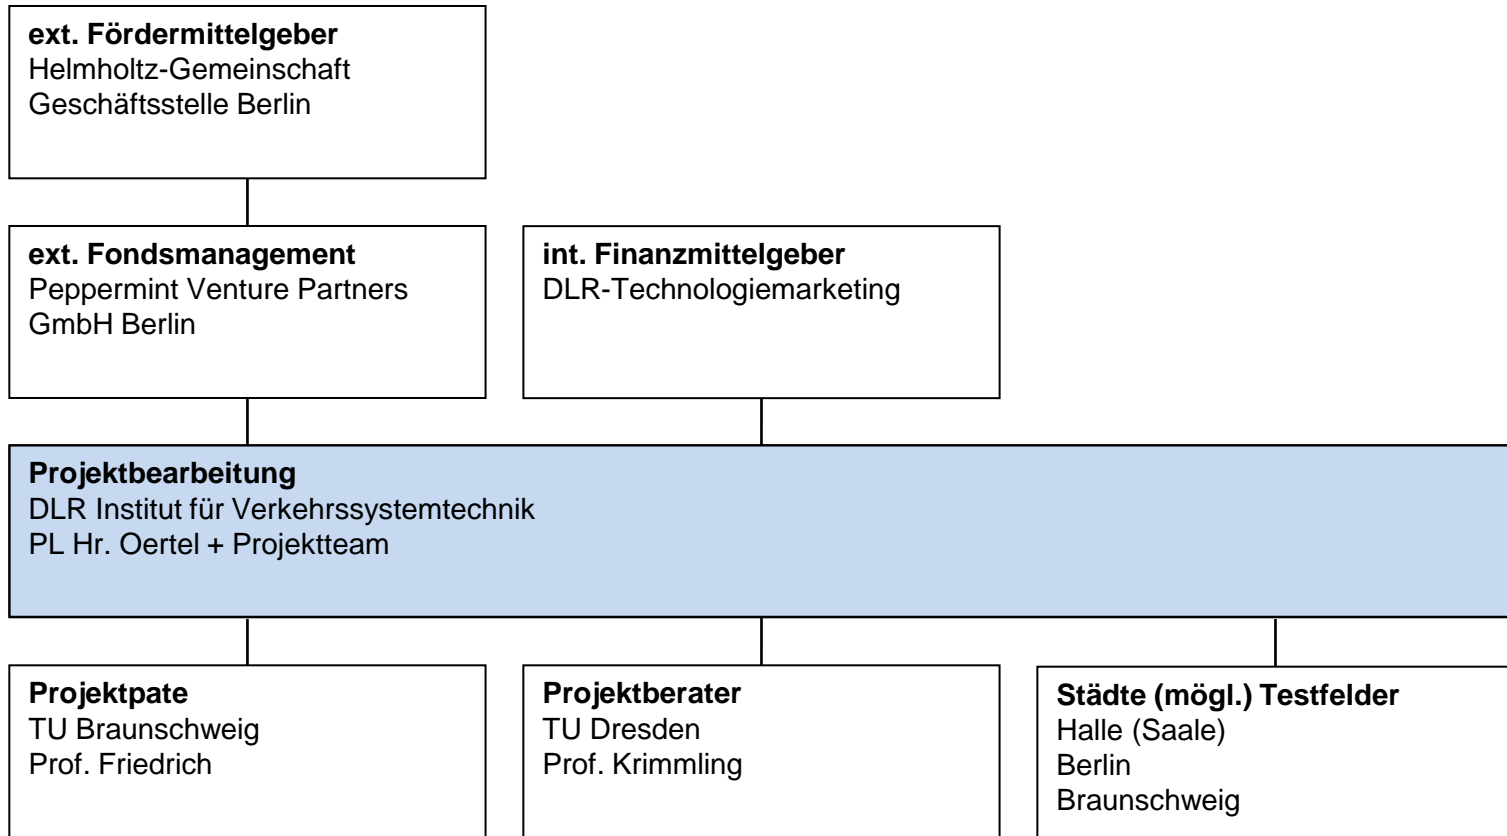 ext. Fördermittelgeber
Helmholtz-Gemeinschaft
Geschäftsstelle Berlin
ext. Fondsmanagement
Peppermint Venture Partners
GmbH Berlin
int. Finanzmittelgeber
DLR-Technologiemarketing
Projektbearbeitung
DLR Institut für Verkehrssystemtechnik
PL Hr. Oertel + Projektteam
Projektpate
TU Braunschweig
Prof. Friedrich
Projektberater
TU Dresden
Prof. Krimmling
Städte (mögl.) Testfelder
Halle (Saale)
Berlin
Braunschweig